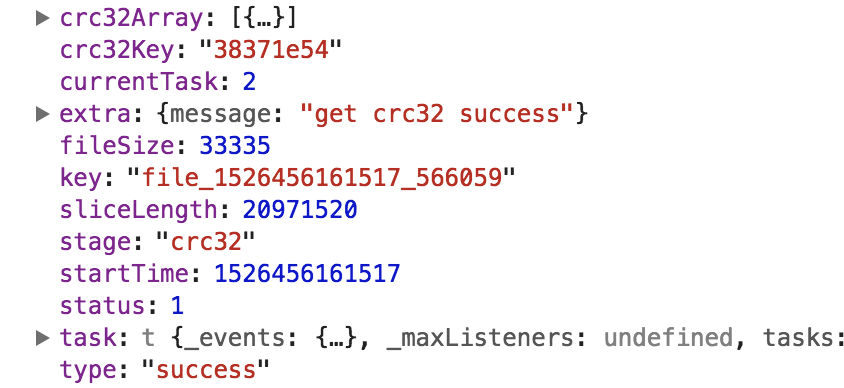 ▶ crc32Array: [{…}]
crc32Key: "38371e54"
currentTask: 2
▶ extra: {message: "get crc32 success"}
fileSize: 33335
key: "file_1526456161517_566059"
sliceLength: 20971520
stage: "crc32"
startTime: 1526456161517
status: 1
▶ task: t {_events: {…}, _maxListeners: undefined, tasks:
type: "success"